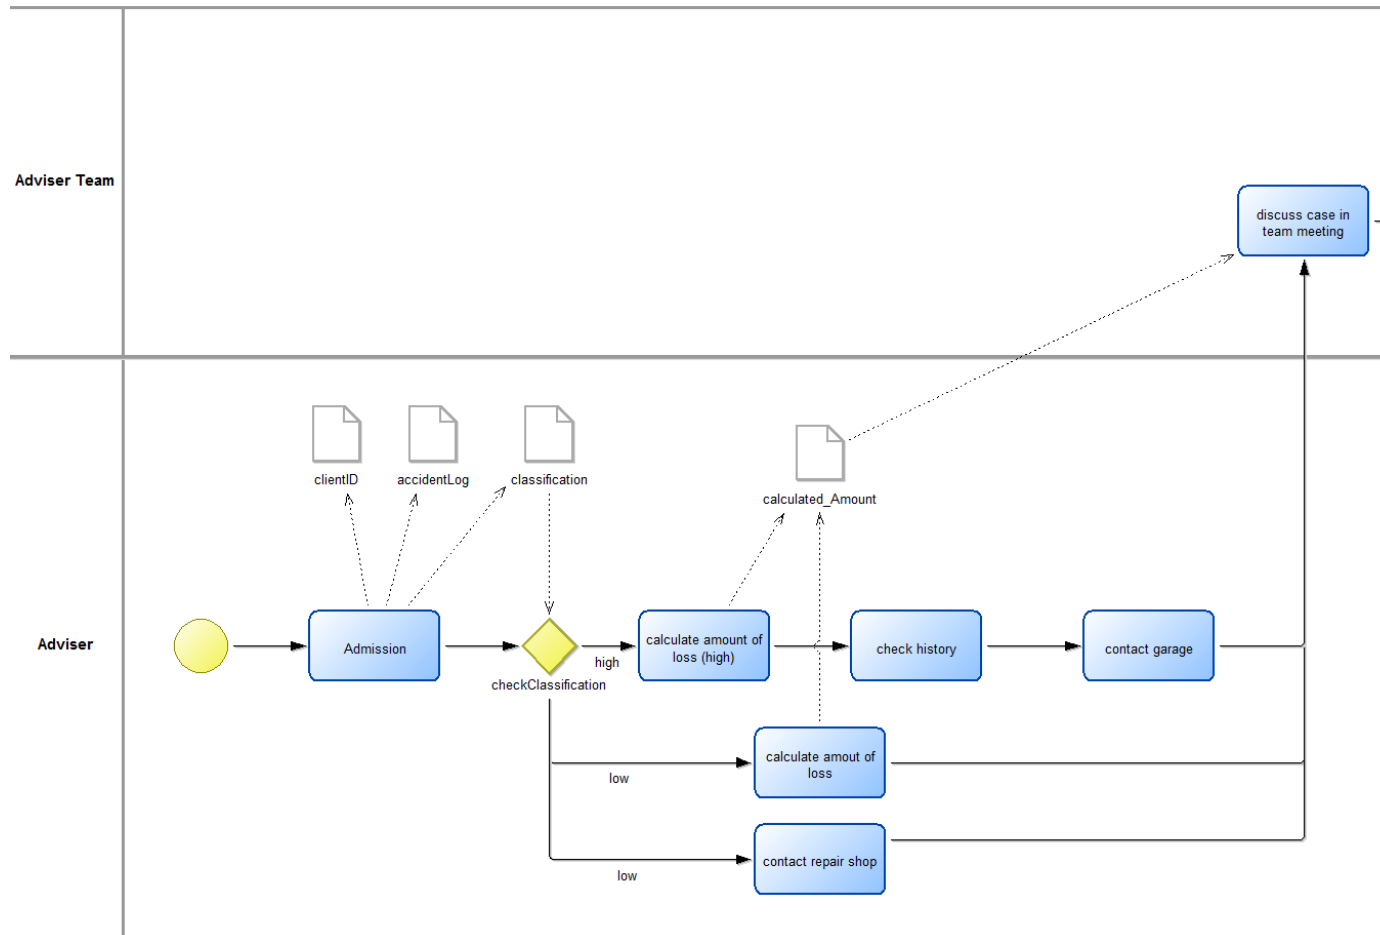 Adviser Team
discuss case in
team meeting
clientID
accidentLog
classification
calculated_Amount
Adviser
Admission
checkClassification
high
calculate amount of
loss (high)
check history
contact garage
low
calculate amout of
loss
low
contact repair shop